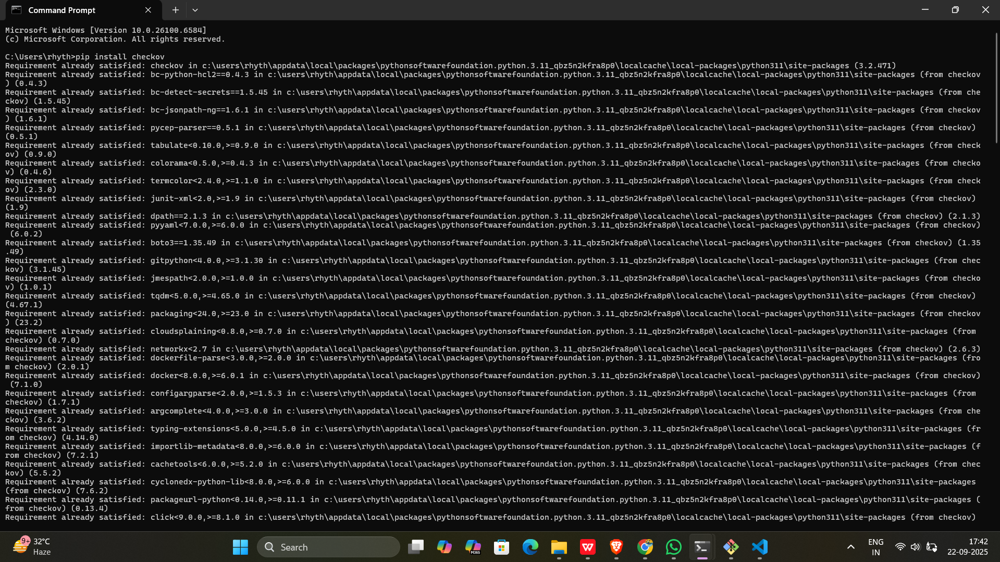 Command Prompt
Microsoft Windows [Version 10.0.26100.6584]
(c) Microsoft Corporation. All rights reserved.
C:\Users\rhyth>pip install checkov
Requirement already satisfied: checkov in c:\users\rhyth\appdata\local\packages\pythonsoftwarefoundation.python.3.11_qbz5n2kfra8p0\localcache\local-packages\python311\site-packages (3.2.471)
Requirement already satisfied: bc-python-hcl2==0.4.3 in c:\users\rhyth\appdata\local\packages\pythonsoftwarefoundation.python.3.11_qbz5n2kfra8p0\localcache\local-packages\python311\site-packages (from checkov
) (0.4.3)
Requirement already satisfied: bc-detect-secrets==1.5.45 in c:\users\rhyth\appdata\local\packages\pythonsoftwarefoundation.python.3.11_qbz5n2kfra8p0\localcache\local-packages\python311\site-packages (from che
ckov) (1.5.45)
Requirement already satisfied: bc-jsonpath-ng==1.6.1 in c:\users\rhyth\appdata\local\packages\pythonsoftwarefoundation.python.3.11_qbz5n2kfra8p0\localcache\local-packages\python311\site-packages (from checkov
) (1.6.1)
Requirement already satisfied: pycep-parser==0.5.1 in c:\users\rhyth\appdata\local\packages\pythonsoftwarefoundation.python.3.11_qbz5n2kfra8p0\localcache\local-packages\python311\site-packages (from checkov)
(0.5.1)
Requirement already satisfied: tabulate<0.10.0,>=0.9.0 in c:\users\rhyth\appdata\local\packages\pythonsoftwarefoundation.python.3.11_qbz5n2kfra8p0\localcache\local-packages\python311\site-packages (from check
ov) (0.9.0)
Requirement already satisfied: colorama<0.5.0,>=0.4.3 in c:\users\rhyth\appdata\local\packages\pythonsoftwarefoundation.python.3.11_qbz5n2kfra8p0\localcache\local-packages\python311\site-packages (from checko
v) (0.4.6)
Requirement already satisfied: termcolor<2.4.0,>=1.1.0 in c:\users\rhyth\appdata\local\packages\pythonsoftwarefoundation.python.3.11_qbz5n2kfra8p0\localcache\local-packages\python311\site-packages (from check
ov) (2.3.0)
Requirement already satisfied: junit-xml<2.0,>=1.9 in c:\users\rhyth\appdata\local\packages\pythonsoftwarefoundation.python.3.11_qbz5n2kfra8p0\localcache\local-packages\python311\site-packages (from checkov)
(1.9)
Requirement already satisfied: dpath==2.1.3 in c:\users\rhyth\appdata\local\packages\pythonsoftwarefoundation.python.3.11_qbz5n2kfra8p0\localcache\local-packages\python311\site-packages (from checkov) (2.1.3)
Requirement already satisfied: pyyaml<7.0.0,>=6.0.0 in c:\users\rhyth\appdata\local\packages\pythonsoftwarefoundation.python.3.11_qbz5n2kfra8p0\localcache\local-packages\python311\site-packages (from checkov)
(6.0.2)
Requirement already satisfied: boto3==1.35.49 in c:\users\rhyth\appdata\local\packages\pythonsoftwarefoundation.python.3.11_qbz5n2kfra8p0\localcache\local-packages\python311\site-packages (from checkov) (1.35
.49)
Requirement already satisfied: gitpython<4.0.0,>=3.1.30 in c:\users\rhyth\appdata\local\packages\pythonsoftwarefoundation.python.3.11_qbz5n2kfra8p0\localcache\local-packages\python311\site-packages (from chec
kov) (3.1.45)
Requirement already satisfied: jmespath<2.0.0,>=1.0.0 in c:\users\rhyth\appdata\local\packages\pythonsoftwarefoundation.python.3.11_qbz5n2kfra8p0\localcache\local-packages\python311\site-packages (from checko
v) (1.0.1)
Requirement already satisfied: tqdm<5.0.0,>=4.65.0 in c:\users\rhyth\appdata\local\packages\pythonsoftwarefoundation.python.3.11_qbz5n2kfra8p0\localcache\local-packages\python311\site-packages (from checkov)
(4.67.1)
Requirement already satisfied: packaging<24.0,>=23.0 in c:\users\rhyth\appdata\local\packages\pythonsoftwarefoundation.python.3.11_qbz5n2kfra8p0\localcache\local-packages\python311\site-packages (from checkov
) (23.2)
Requirement already satisfied: cloudsplaining<0.8.0,>=0.7.0 in c:\users\rhyth\appdata\local\packages\pythonsoftwarefoundation.python.3.11_qbz5n2kfra8p0\localcache\local-packages\python311\site-packages (from
checkov) (0.7.0)
Requirement already satisfied: networkx<2.7 in c:\users\rhyth\appdata\local\packages\pythonsoftwarefoundation.python.3.11_qbz5n2kfra8p0\localcache\local-packages\python311\site-packages (from checkov) (2.6.3)
Requirement already satisfied: dockerfile-parse<3.0.0,>=2.0.0 in c:\users\rhyth\appdata\local\packages\pythonsoftwarefoundation.python.3.11_qbz5n2kfra8p0\localcache\local-packages\python311\site-packages (fro
m checkov) (2.0.1)
Requirement already satisfied: docker<8.0.0,>=6.0.1 in c:\users\rhyth\appdata\local\packages\pythonsoftwarefoundation.python.3.11_qbz5n2kfra8p0\localcache\local-packages\python311\site-packages (from checkov)
(7.1.0)
Requirement already satisfied: configargparse<2.0.0,>=1.5.3 in c:\users\rhyth\appdata\local\packages\pythonsoftwarefoundation.python.3.11_qbz5n2kfra8p0\localcache\local-packages\python311\site-packages (from
checkov) (1.7.1)
Requirement already satisfied: argcomplete<4.0.0,>=3.0.0 in c:\users\rhyth\appdata\local\packages\pythonsoftwarefoundation.python.3.11_qbz5n2kfra8p0\localcache\local-packages\python311\site-packages (from che
ckov) (3.6.2)
Requirement already satisfied: typing-extensions<5.0.0,>=4.5.0 in c:\users\rhyth\appdata\local\packages\pythonsoftwarefoundation.python.3.11_qbz5n2kfra8p0\localcache\local-packages\python311\site-packages (fr
om checkov) (4.14.0)
Requirement already satisfied: importlib-metadata<8.0.0,>=6.0.0 in c:\users\rhyth\appdata\local\packages\pythonsoftwarefoundation.python.3.11_qbz5n2kfra8p0\localcache\local-packages\python311\site-packages (f
rom checkov) (7.2.1)
Requirement already satisfied: cachetools<6.0.0,>=5.2.0 in c:\users\rhyth\appdata\local\packages\pythonsoftwarefoundation.python.3.11_qbz5n2kfra8p0\localcache\local-packages\python311\site-packages (from chec
kov) (5.5.2)
Requirement already satisfied: cyclonedx-python-lib<8.0.0,>=6.0.0 in c:\users\rhyth\appdata\local\packages\pythonsoftwarefoundation.python.3.11_qbz5n2kfra8p0\localcache\local-packages\python311\site-packages
(from checkov) (7.6.2)
Requirement already satisfied: packageurl-python<0.14.0,>=0.11.1 in c:\users\rhyth\appdata\local\packages\pythonsoftwarefoundation.python.3.11_qbz5n2kfra8p0\localcache\local-packages\python311\site-packages (
from checkov) (0.13.4)
Requirement already satisfied: click<9.0.0,>=8.1.0 in c:\users\rhyth\appdata\local\packages\pythonsoftwarefoundation.python.3.11_qbz5n2kfra8p0\localcache\local-packages\python311\site-packages (from checkov)
9+
32°C
Haze
Search
M365
ENG
IN
17:42
22-09-2025